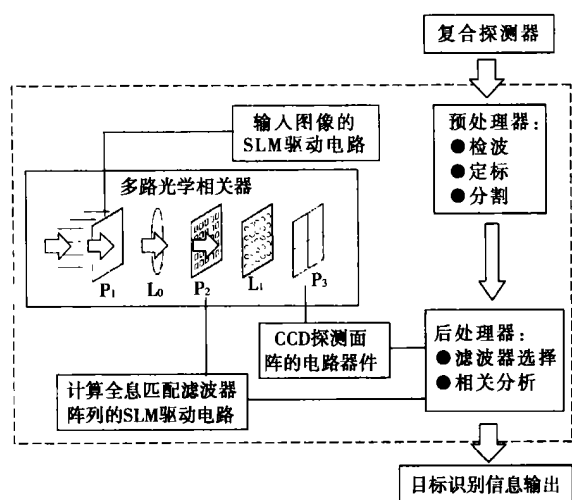 复合探测器
输入图像的
SLM驱动电路
预处理器：
●检波
●定标
●分割
多路光学相关器
P₁ L₀ P₂ L₁ P₃
CCD探测面
阵的电路器件
后处理器：
●滤波器选择
●相关分析
计算全息匹配滤波器
阵列的SLM驱动电路
目标识别信息输出